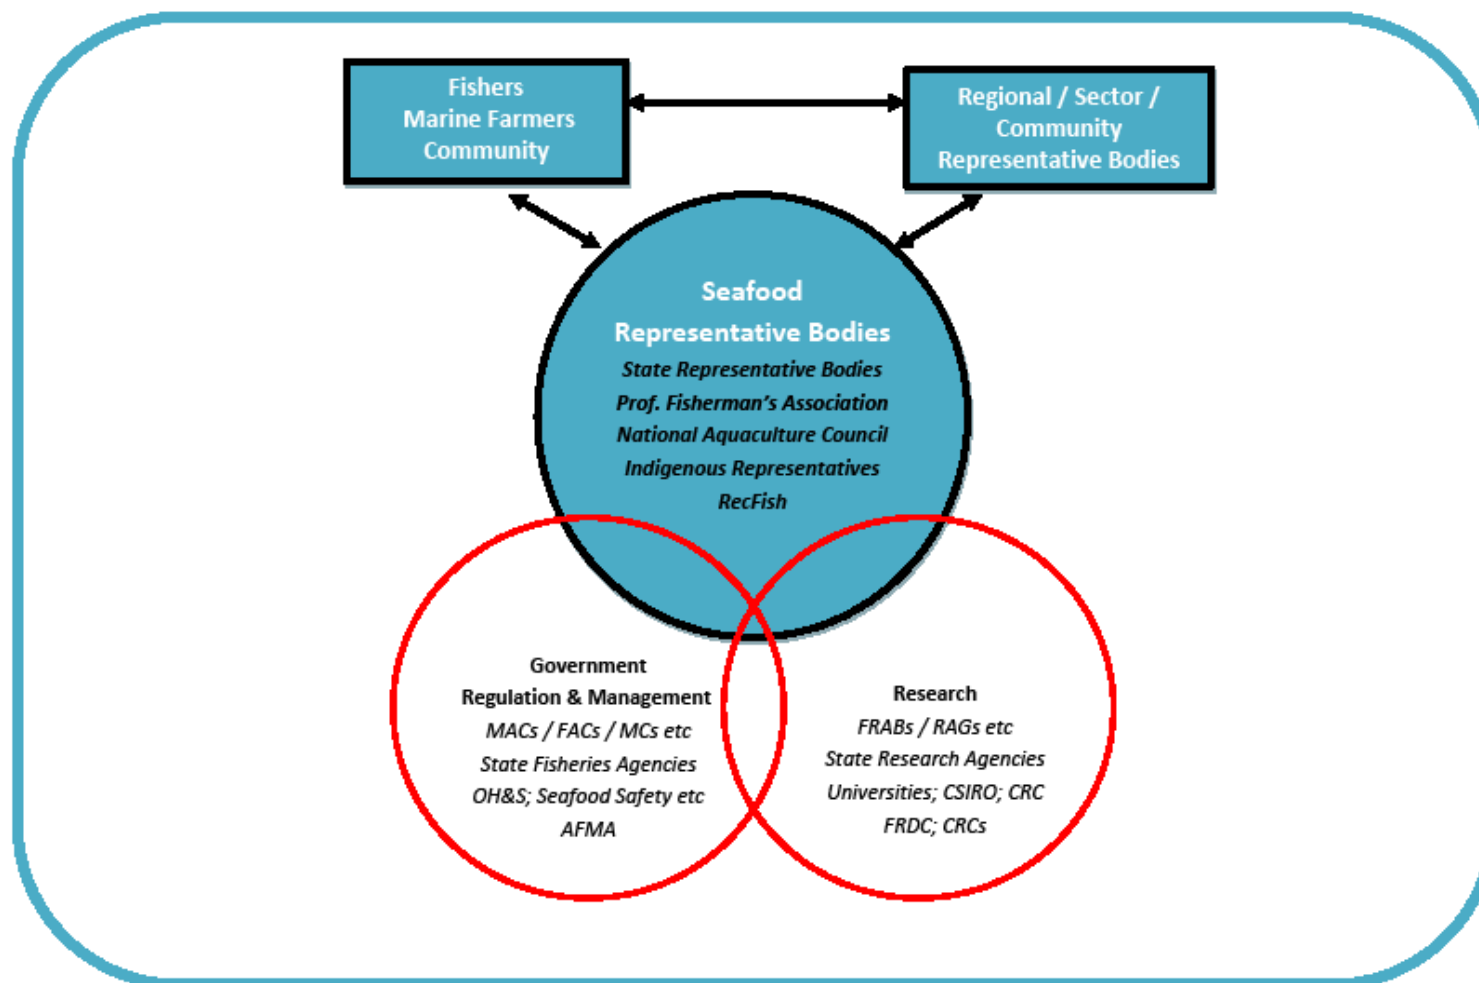 Fishers
Marine Farmers
Community
Regional / Sector /
Community
Representative Bodies
Seafood
Representative Bodies
State Representative Bodies
Prof. Fisherman's Association
National Aquaculture Council
Indigenous Representatives
RecFish
Government
Regulation & Management
MACs / FACs / MCs etc
State Fisheries Agencies
OH&S; Seafood Safety etc
AFMA
Research
FRABs / RAGs etc
State Research Agencies
Universities; CSIRO; CRC
FRDC; CRCs